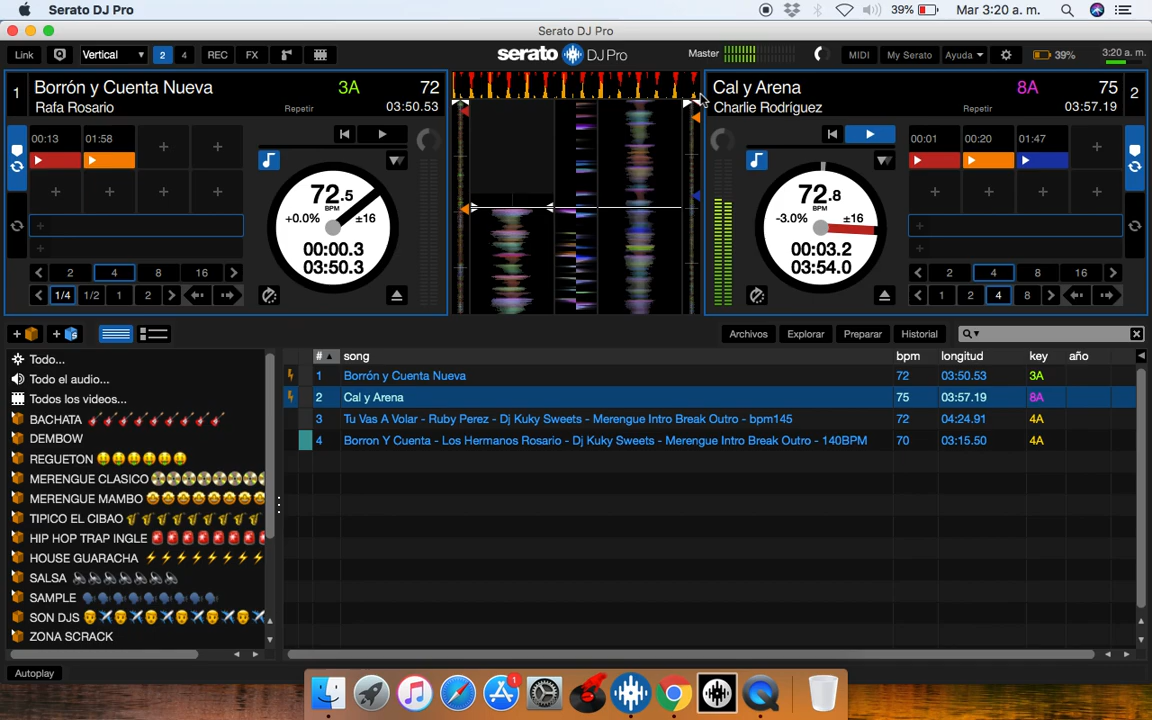 Serato DJ Pro
39%
Mar 3:20 a. m.
Serato DJ Pro
Link
Vertical
2
4
REC
FX
serato DJ Pro
Master
MIDI
My Serato
Ayuda
39%
3:20 a. m.
1
Borrón y Cuenta Nueva
3A
72
Rafa Rosario
Repetir
03:50.53
00:13
01:58
72.5
BPM
+0.0%
±16
00:00.3
03:50.3
2
4
8
16
1/4
1/2
1
2
Cal y Arena
8A
75
2
Charlie Rodríguez
Repetir
03:57.19
72.8
BPM
-3.0%
±16
00:03.2
03:54.0
00:01
00:20
01:47
2
4
8
16
1
2
4
8
Archivos
Explorar
Preparar
Historial
Todo...
Todo el audio...
Todos los videos...
BACHATA
DEMBOW
REGUETON
MERENGUE CLASICO
MERENGUE MAMBO
TIPICO EL CIBAO
HIP HOP TRAP INGLE
HOUSE GUARACHA
SALSA
SAMPLE
SON DJS
ZONA SCRACK
# song bpm longitud key año
1 Borrón y Cuenta Nueva 72 03:50.53 3A
2 Cal y Arena 75 03:57.19 8A
3 Tu Vas A Volar - Ruby Perez - Dj Kuky Sweets - Merengue Intro Break Outro - bpm145 72 04:24.91 4A
4 Borron Y Cuenta - Los Hermanos Rosario - Dj Kuky Sweets - Merengue Intro Break Outro - 140BPM 70 03:15.50 4A
Autoplay
1